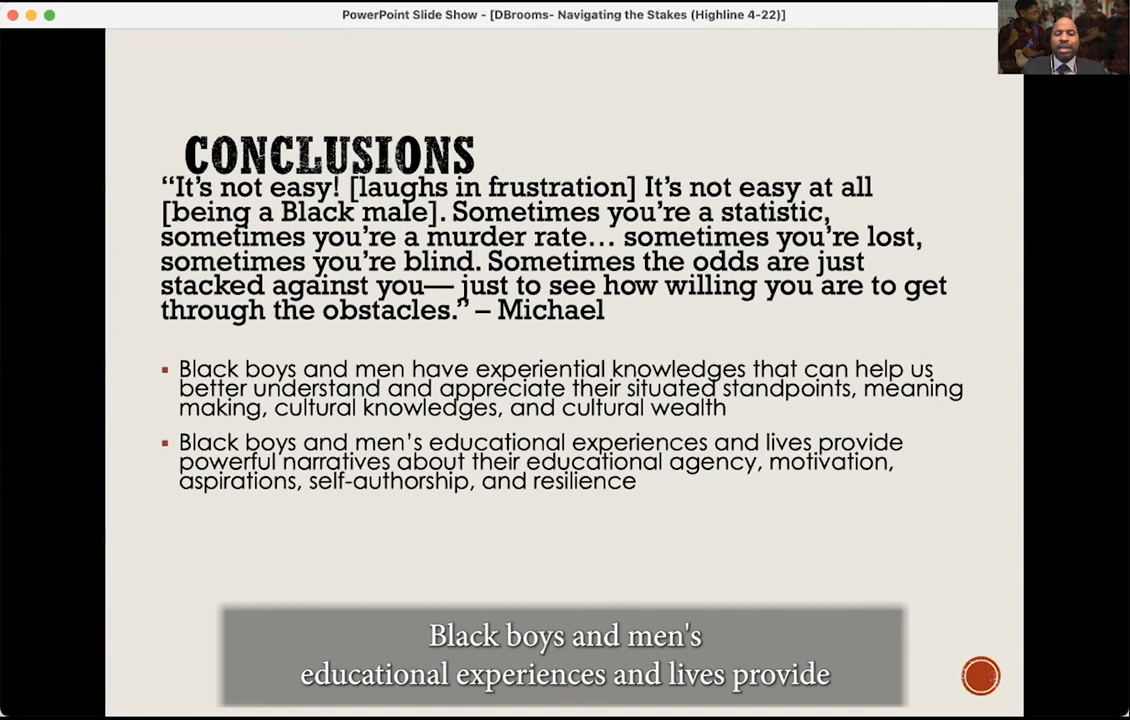 PowerPoint Slide Show - [DBrooms- Navigating the Stakes (Highline 4-22)]
CONCLUSIONS
“It’s not easy! [laughs in frustration] It’s not easy at all
[being a Black male]. Sometimes you’re a statistic,
sometimes you’re a murder rate… sometimes you’re lost,
sometimes you’re blind. Sometimes the odds are just
stacked against you— just to see how willing you are to get
through the obstacles.” – Michael
▪ Black boys and men have experiential knowledges that can help us
better understand and appreciate their situated standpoints, meaning
making, cultural knowledges, and cultural wealth
▪ Black boys and men’s educational experiences and lives provide
powerful narratives about their educational agency, motivation,
aspirations, self-authorship, and resilience
Black boys and men's
educational experiences and lives provide